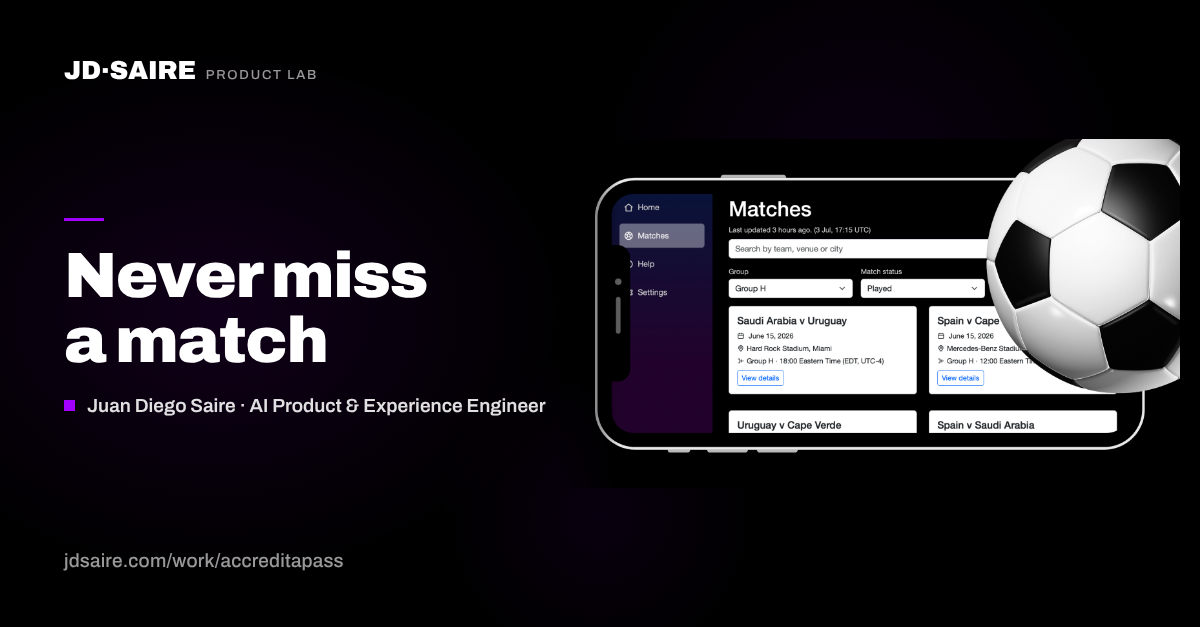 JD·SAIRE PRODUCT LAB
Never miss
a match
Juan Diego Saire · AI Product & Experience Engineer
jdsaire.com/work/accreditapass
Home
Matches
Help
Settings
Matches
Last updated 3 hours ago. (3 Jul, 17:15 UTC)
Search by team, venue or city
Group
Match status
Group H
Played
Saudi Arabia v Uruguay
June 15, 2026
Hard Rock Stadium, Miami
Group H · 18:00 Eastern Time (EDT, UTC-4)
View details
Spain v Cape
June 15, 2026
Mercedes-Benz
Group H · 12:00 Eastern
View details
Uruguay v Cape Verde
Spain v Saudi Arabia